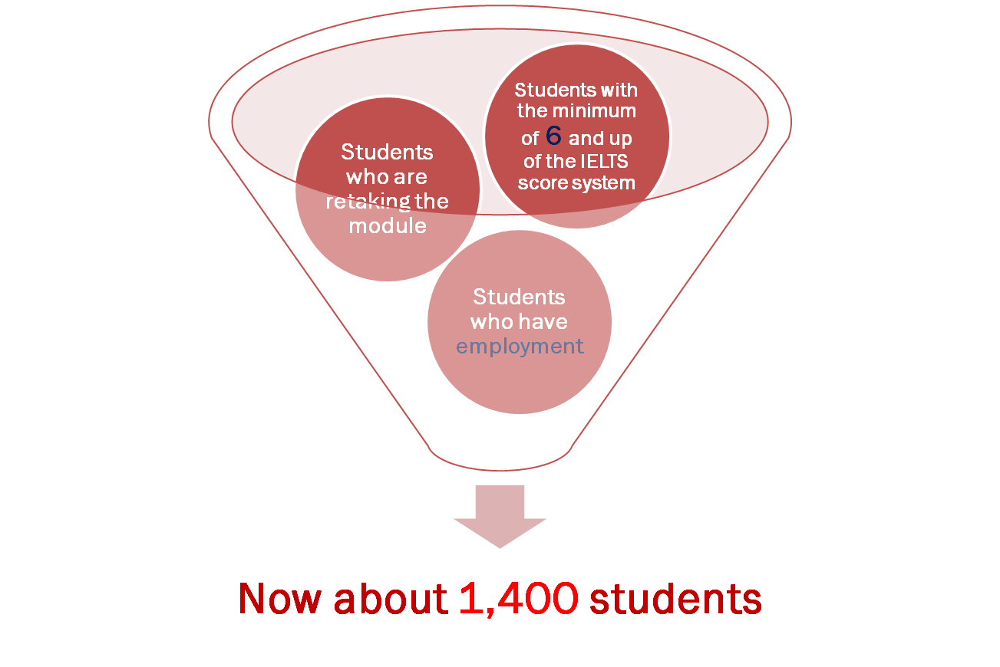 Students with
the minimum
of 6 and up
of the IELTS
score system
Students
who are
retaking the
module
Students
who have
employment
Now about 1,400 students